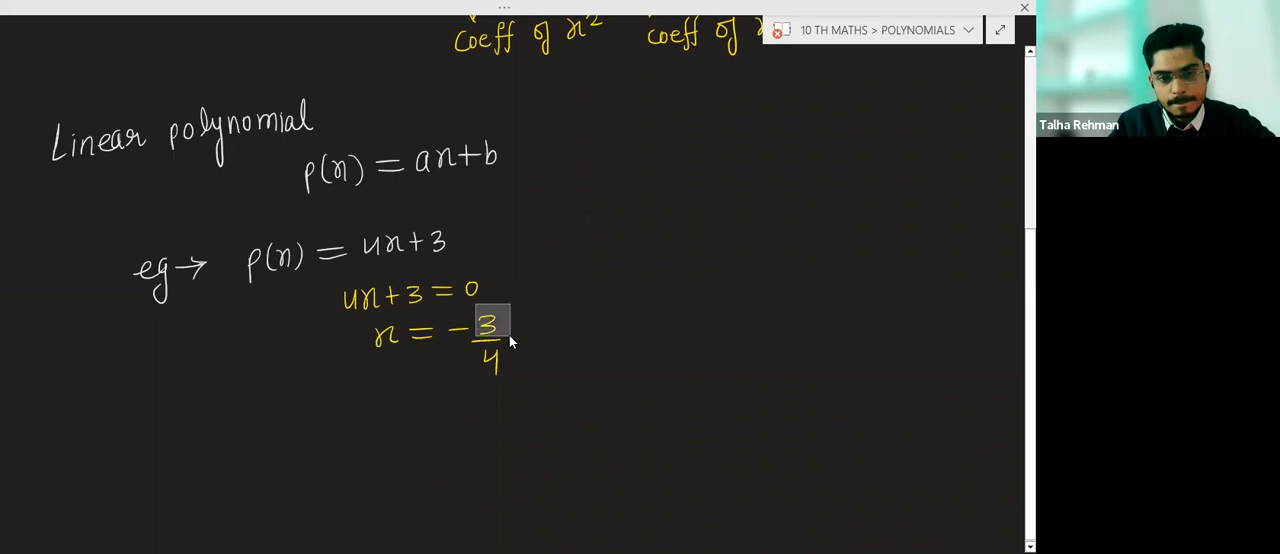 coeff of x² coeff of x
10 TH MATHS > POLYNOMIALS
Talha Rehman
Linear polynomial
p(x) = ax+b
eg → p(x) = 4x+3
4x+3 = 0
x = -3/4